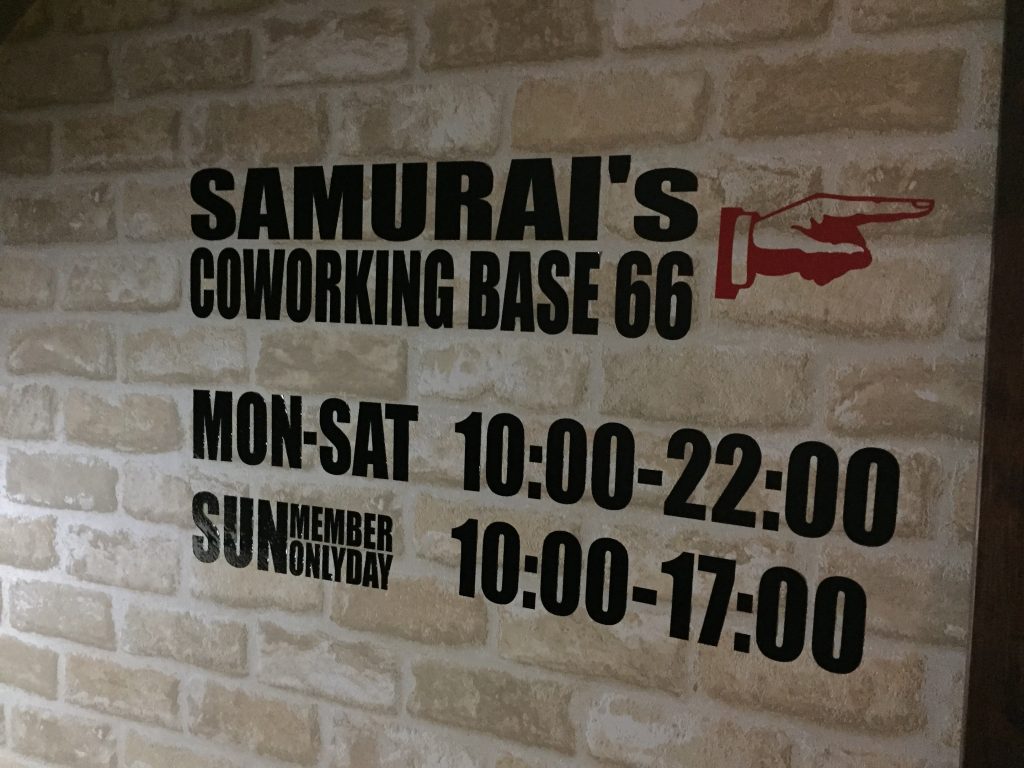 SAMURAI's
COWORKING BASE 66
MON-SAT 10:00-22:00
SUN MEMBER ONLYDAY 10:00-17:00